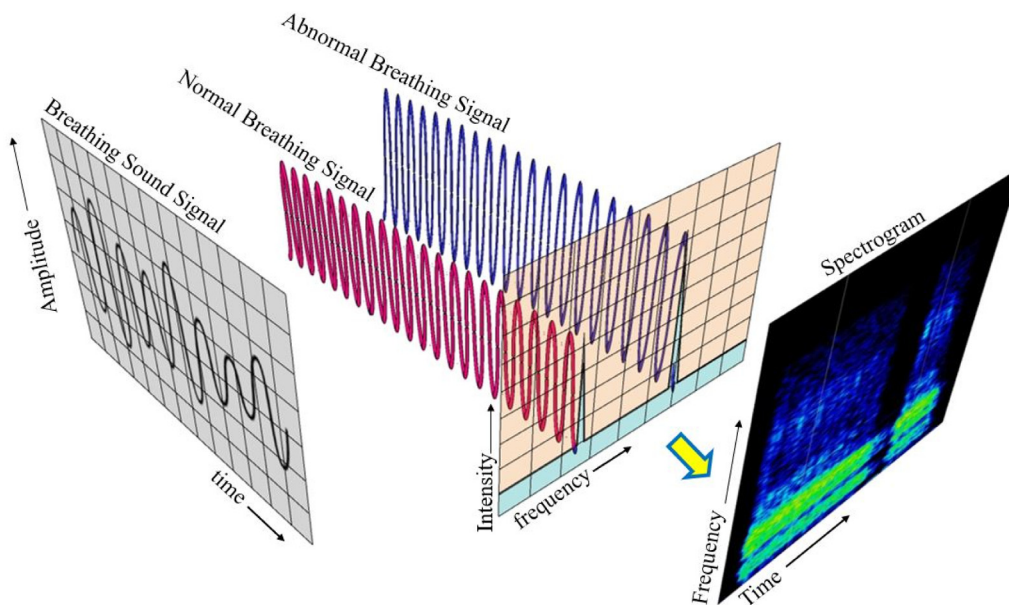 Abnormal Breathing Signal
Normal Breathing Signal
Breathing Sound Signal
Amplitude
time
Intensity
frequency
Spectrogram
Frequency
Time